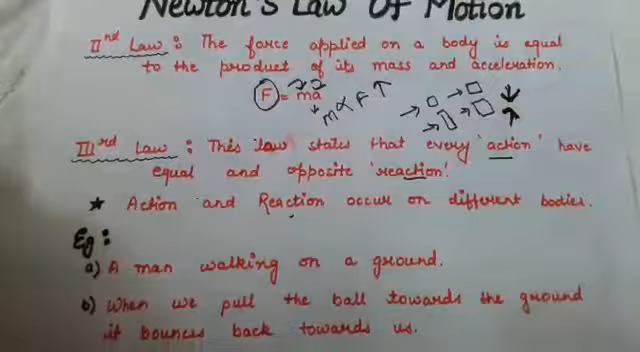 Newton's Law Of Motion
IInd Law : The force applied on a body is equal
to the product of its mass and acceleration.
F = ma
m ∝ F ↑
IIIrd Law : This law states that every 'action' have
equal and opposite 'reaction'.
★ Action and Reaction occur on different bodies.
Eg :
a) A man walking on a ground.
b) When we pull the ball towards the ground
it bounces back towards us.